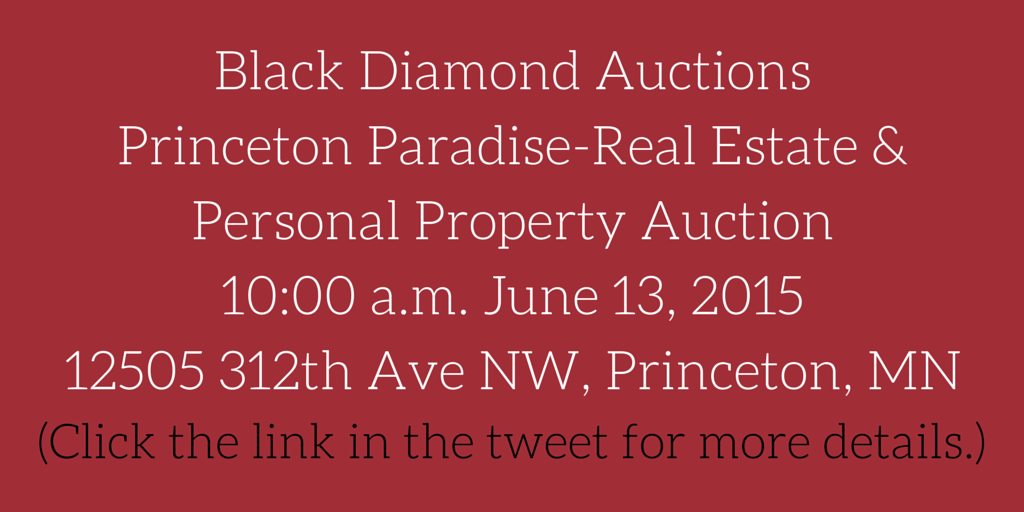 Black Diamond Auctions
Princeton Paradise-Real Estate &
Personal Property Auction
10:00 a.m. June 13, 2015
12505 312th Ave NW, Princeton, MN
(Click the link in the tweet for more details.)